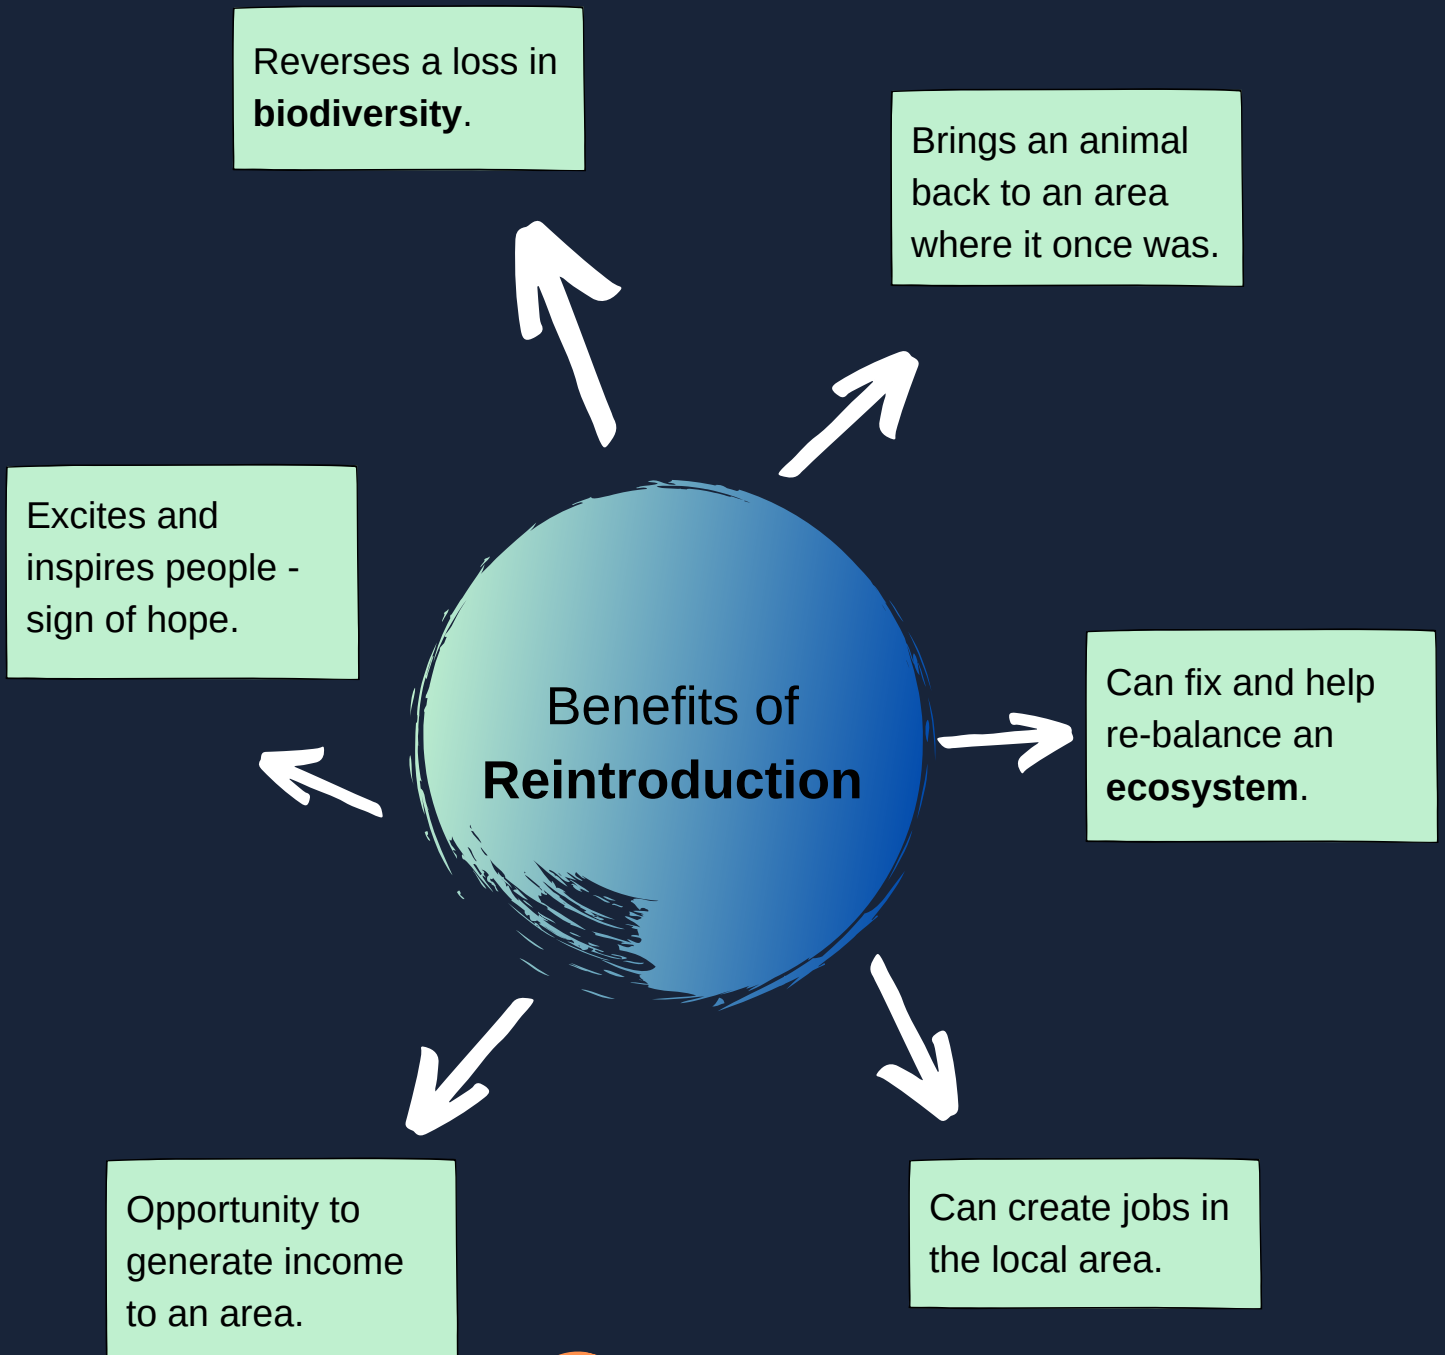 Reverses a loss in
biodiversity.
Brings an animal
back to an area
where it once was.
Excites and
inspires people -
sign of hope.
Benefits of
Reintroduction
Can fix and help
re-balance an
ecosystem.
Opportunity to
generate income
to an area.
Can create jobs in
the local area.